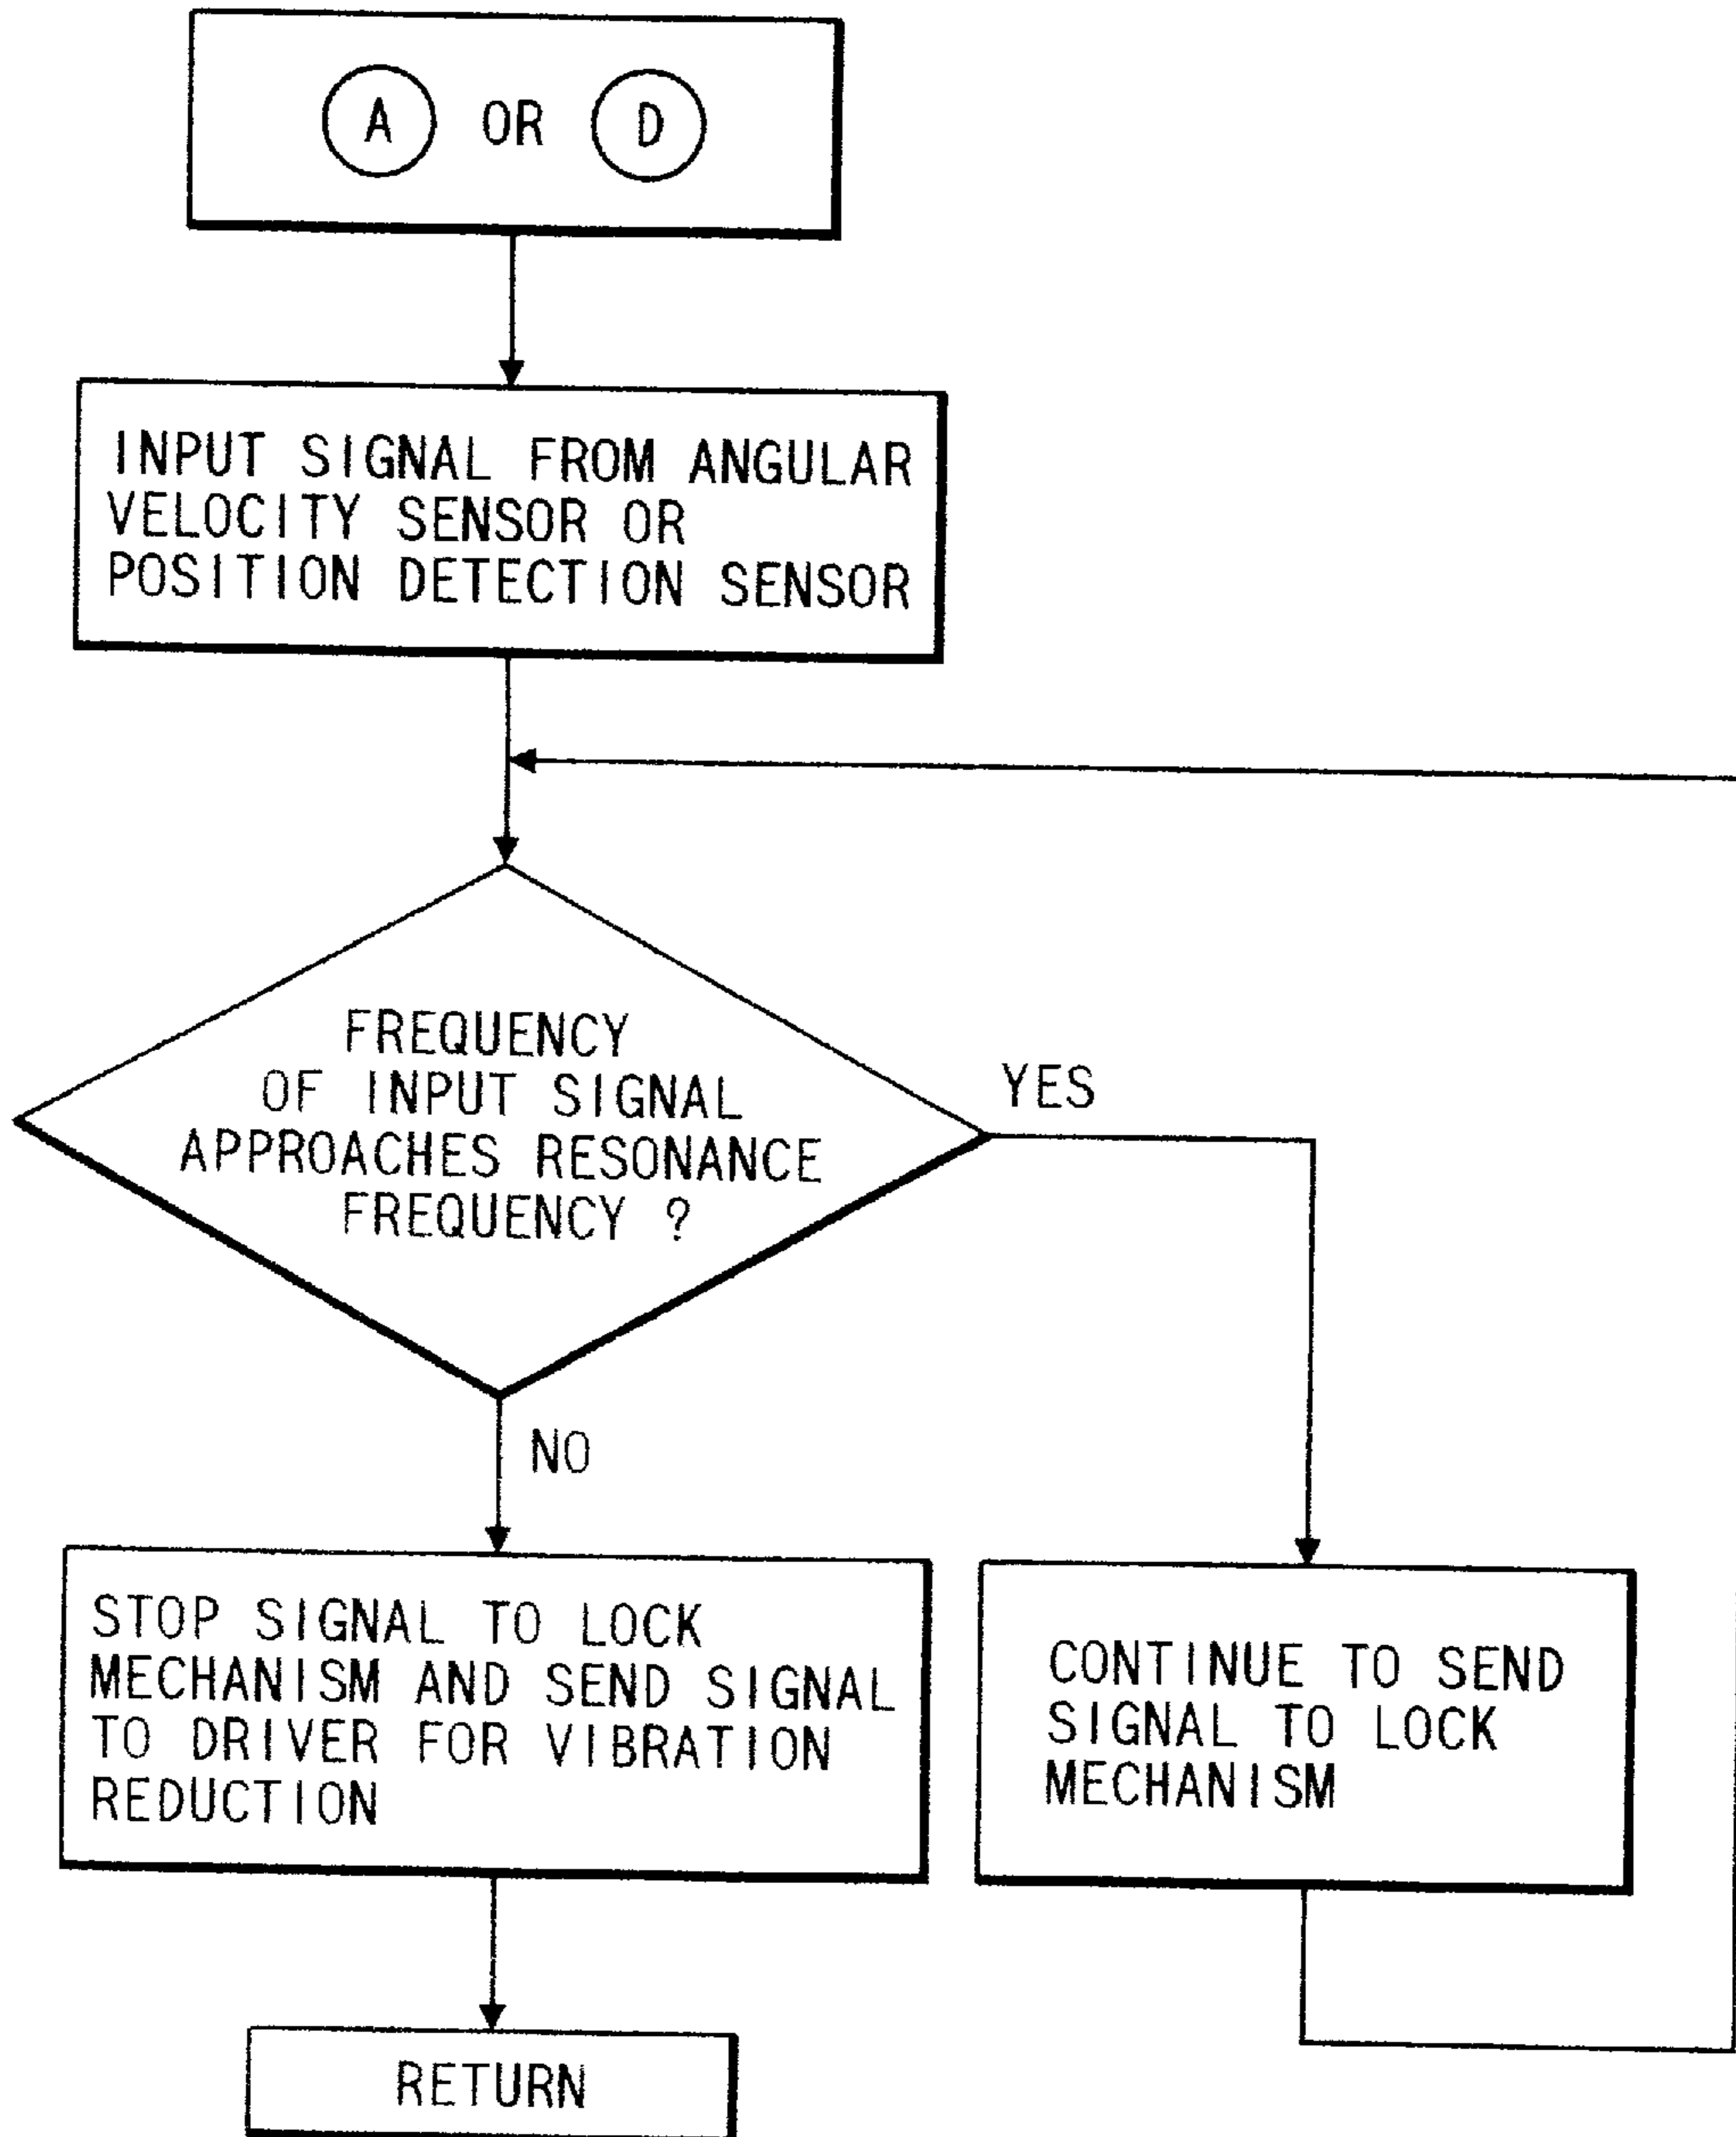 A OR D
INPUT SIGNAL FROM ANGULAR
VELOCITY SENSOR OR
POSITION DETECTION SENSOR
FREQUENCY
OF INPUT SIGNAL
APPROACHES RESONANCE
FREQUENCY ?
YES
NO
STOP SIGNAL TO LOCK
MECHANISM AND SEND SIGNAL
TO DRIVER FOR VIBRATION
REDUCTION
CONTINUE TO SEND
SIGNAL TO LOCK
MECHANISM
RETURN